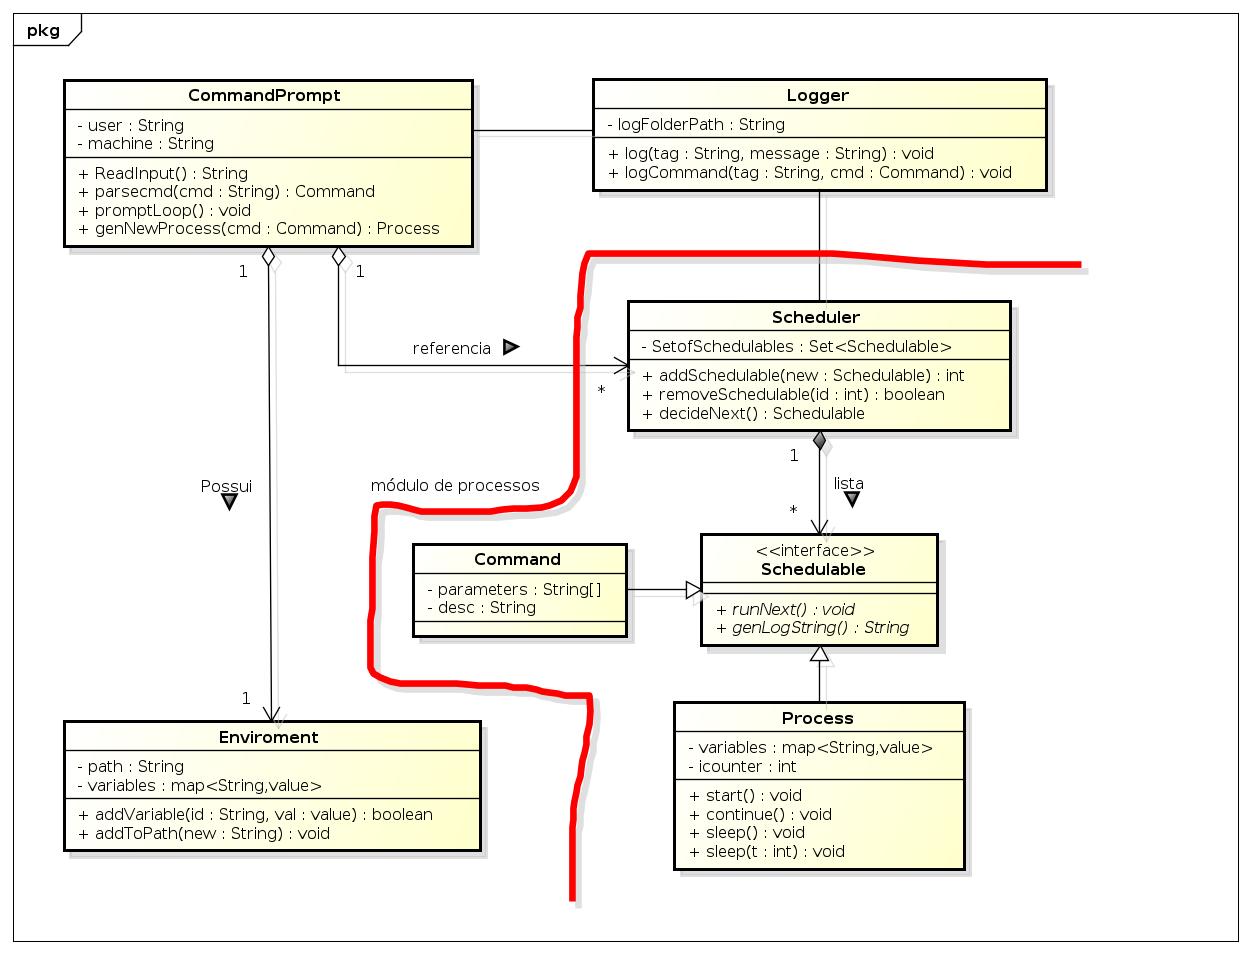 pkg
CommandPrompt
- user : String
- machine : String
+ ReadInput() : String
+ parsecmd(cmd : String) : Command
+ promptLoop() : void
+ genNewProcess(cmd : Command) : Process
Logger
- logFolderPath : String
+ log(tag : String, message : String) : void
+ logCommand(tag : String, cmd : Command) : void
1
1
referencia
*
Scheduler
- SetofSchedulables : Set<Schedulable>
+ addSchedulable(new : Schedulable) : int
+ removeSchedulable(id : int) : boolean
+ decideNext() : Schedulable
1
lista
*
Possui
módulo de processos
Command
- parameters : String[]
- desc : String
<<interface>>
Schedulable
+ runNext() : void
+ genLogString() : String
1
Enviroment
- path : String
- variables : map<String,value>
+ addVariable(id : String, val : value) : boolean
+ addToPath(new : String) : void
Process
- variables : map<String,value>
- icounter : int
+ start() : void
+ continue() : void
+ sleep() : void
+ sleep(t : int) : void